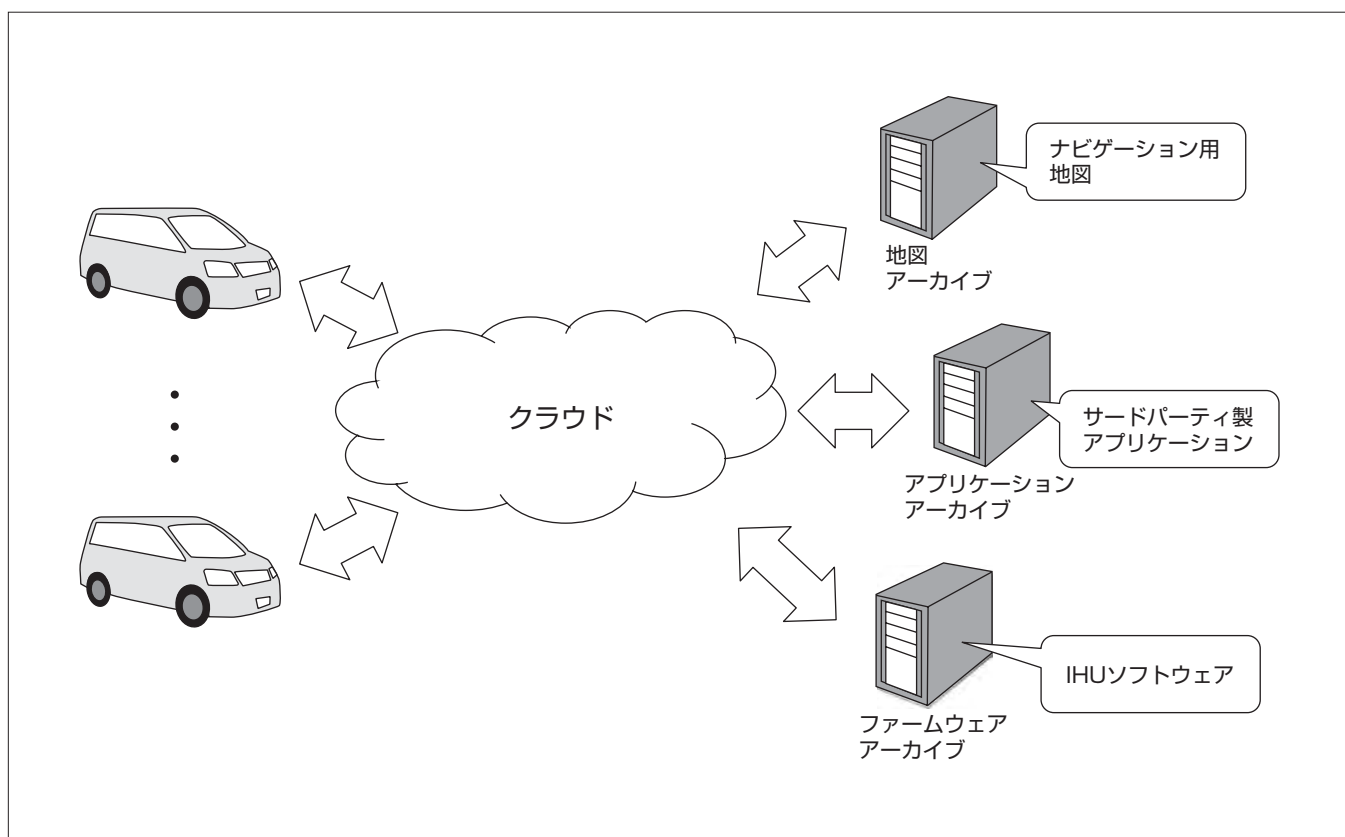 ナビゲーション用
地図
地図
アーカイブ
クラウド
サードパーティ製
アプリケーション
アプリケーション
アーカイブ
IHUソフトウェア
ファームウェア
アーカイブ